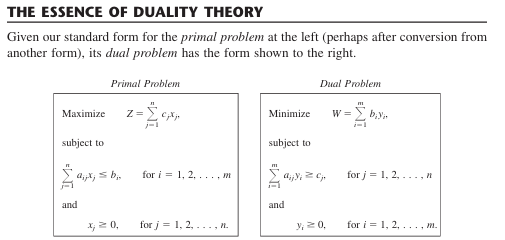 THE ESSENCE OF DUALITY THEORY
Given our standard form for the primal problem at the left (perhaps after conversion from
another form), its dual problem has the form shown to the right.
Primal Problem
Maximize Z = ∑_{j=1}^{n} c_j x_j,
subject to
∑_{j=1}^{n} a_{ij} x_j ≤ b_i, for i = 1, 2, . . . , m
and
x_j ≥ 0, for j = 1, 2, . . . , n.
Dual Problem
Minimize W = ∑_{i=1}^{m} b_i y_i,
subject to
∑_{i=1}^{m} a_{ij} y_i ≥ c_j, for j = 1, 2, . . . , n
and
y_i ≥ 0, for i = 1, 2, . . . , m.